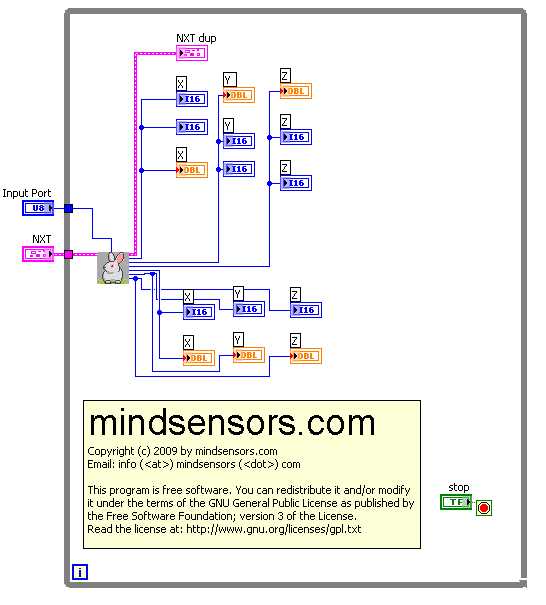 NXT dup
X
Y
Z
I16
DBL
DBL
I16
Y
I16
Z
I16
X
DBL
I16
Z
I16
Input Port
U8
NXT
X
Y
Z
I16
I16
I16
X
Y
Z
DBL
DBL
DBL
mindsensors.com
Copyright (c) 2009 by mindsensors.com
Email: info (<at>) mindsensors (<dot>) com
This program is free software. You can redistribute it and/or modify
it under the terms of the GNU General Public License as published by
the Free Software Foundation; version 3 of the License.
Read the license at: http://www.gnu.org/licenses/gpl.txt
stop
TF
i